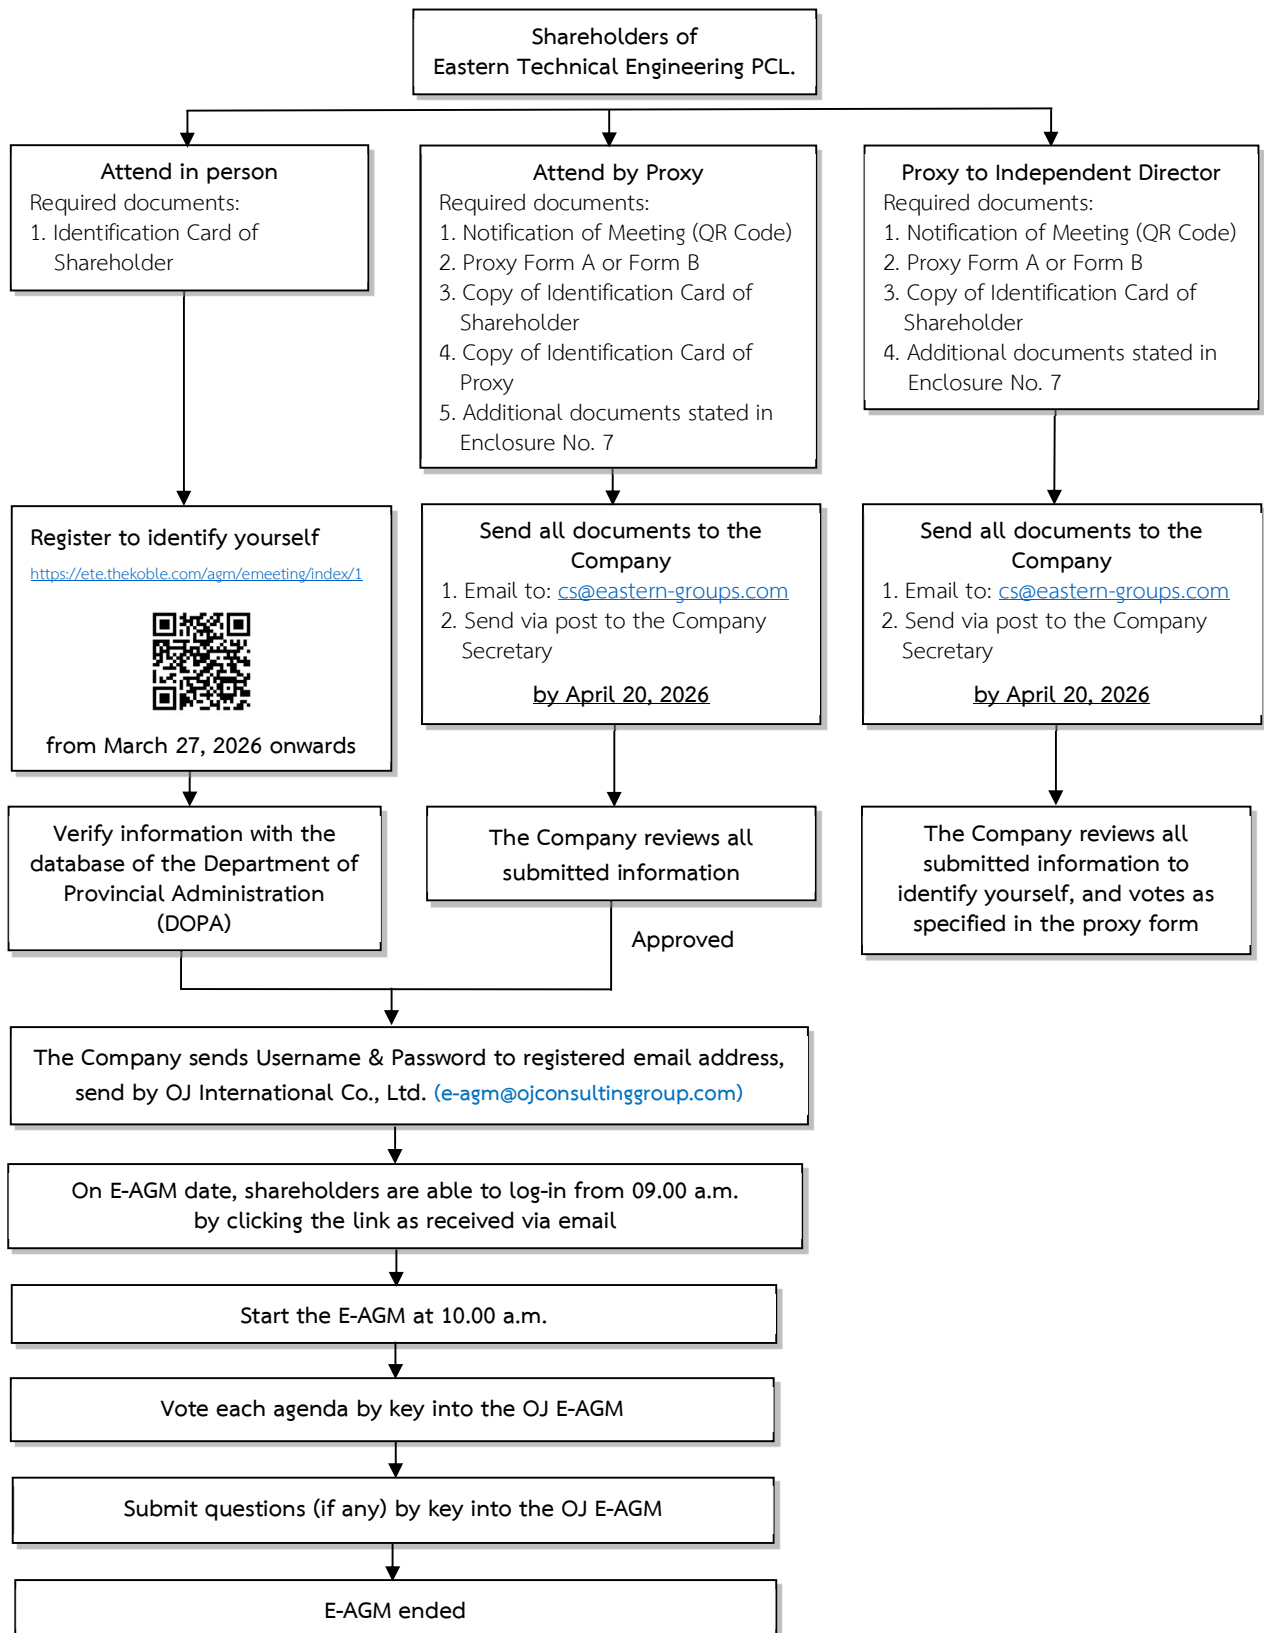 Shareholders of
Eastern Technical Engineering PCL.
Attend in person
Required documents:
1. Identification Card of
Shareholder
Attend by Proxy
Required documents:
1. Notification of Meeting (QR Code)
2. Proxy Form A or Form B
3. Copy of Identification Card of
Shareholder
4. Copy of Identification Card of
Proxy
5. Additional documents stated in
Enclosure No. 7
Proxy to Independent Director
Required documents:
1. Notification of Meeting (QR Code)
2. Proxy Form A or Form B
3. Copy of Identification Card of
Shareholder
4. Additional documents stated in
Enclosure No. 7
Register to identify yourself
https://ete.thekoble.com/agm/emeeting/index/1
from March 27, 2026 onwards
Send all documents to the
Company
1. Email to: cs@eastern-groups.com
2. Send via post to the Company
Secretary
by April 20, 2026
Send all documents to the
Company
1. Email to: cs@eastern-groups.com
2. Send via post to the Company
Secretary
by April 20, 2026
Verify information with the
database of the Department of
Provincial Administration
(DOPA)
The Company reviews all
submitted information
Approved
The Company reviews all
submitted information to
identify yourself, and votes as
specified in the proxy form
The Company sends Username & Password to registered email address,
send by OJ International Co., Ltd. (e-agm@ojconsultinggroup.com)
On E-AGM date, shareholders are able to log-in from 09.00 a.m.
by clicking the link as received via email
Start the E-AGM at 10.00 a.m.
Vote each agenda by key into the OJ E-AGM
Submit questions (if any) by key into the OJ E-AGM
E-AGM ended